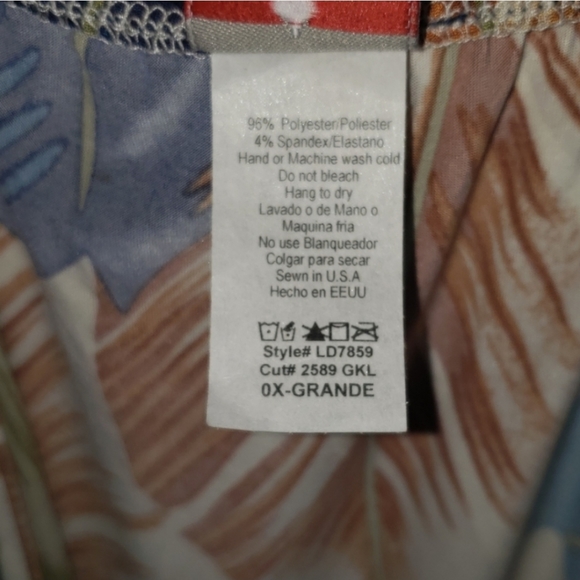 96% Polyester/Poliester
4% Spandex/Elastano
Hand or Machine wash cold
Do not bleach
Hang to dry
Lavado o de Mano o
Maquina fria
No use Blanqueador
Colgar para secar
Sewn in U.S.A
Hecho en EEUU
Style# LD7859
Cut# 2589 GKL
0X-GRANDE